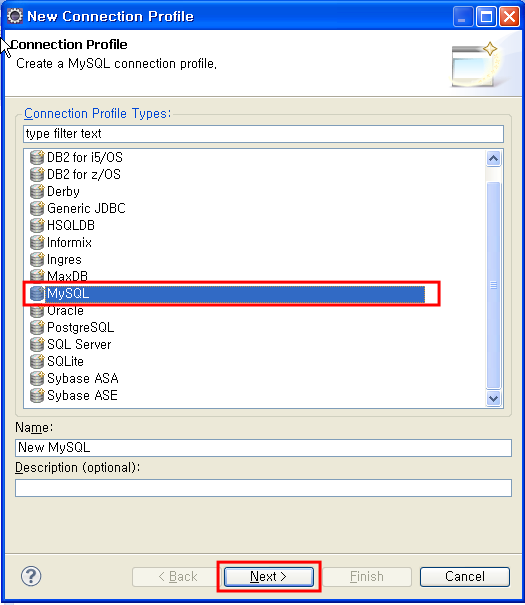 New Connection Profile
Connection Profile
Create a MySQL connection profile,
Connection Profile Types:
type filter text
DB2 for i5/OS
DB2 for z/OS
Derby
Generic JDBC
HSQLDB
Informix
Ingres
MaxDB
MySQL
Oracle
PostgreSQL
SQL Server
SQLite
Sybase ASA
Sybase ASE
Name:
New MySQL
Description (optional):
? < Back Next > Finish Cancel